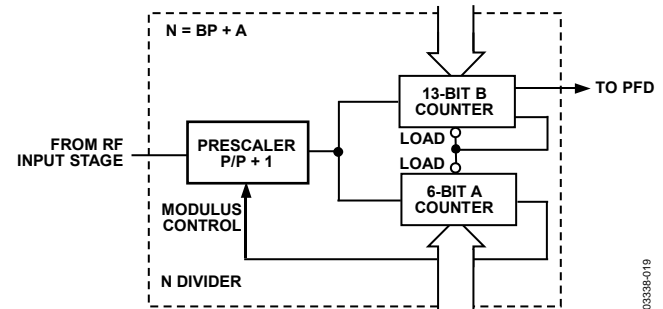 N = BP + A
13-BIT B
COUNTER
TO PFD
LOAD
FROM RF
INPUT STAGE
PRESCALER
P/P + 1
LOAD
6-BIT A
COUNTER
MODULUS
CONTROL
N DIVIDER
03338-019